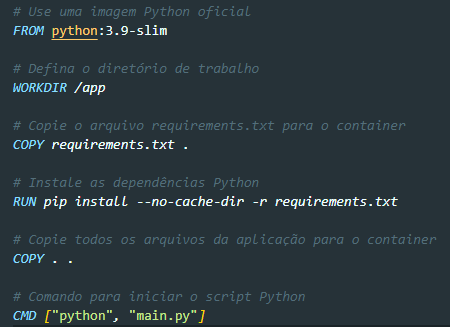 # Use uma imagem Python oficial
FROM python:3.9-slim
# Defina o diretório de trabalho
WORKDIR /app
# Copie o arquivo requirements.txt para o container
COPY requirements.txt .
# Instale as dependências Python
RUN pip install --no-cache-dir -r requirements.txt
# Copie todos os arquivos da aplicação para o container
COPY . .
# Comando para iniciar o script Python
CMD ["python", "main.py"]